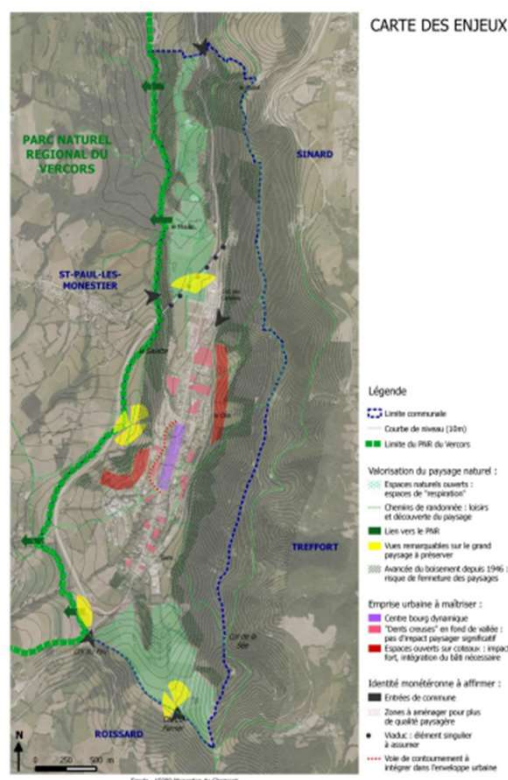 CARTE DES ENJEUX
PARC NATUREL
REGIONAL DU
VERCORS
SINARD
ST-PAUL-LES-
MONESTIER
TREFFORT
ROISSARD
N
0 250 500 m
Légende
Limite communale
Courbe de niveau (10m)
Limite du PNR du Vercors
Valorisation du paysage naturel :
Espaces naturels ouverts :
espaces de "respiration"
Chemins de randonnée : loisirs
et découverte du paysage
Lien vers le PNR
Vues remarquables sur le grand
paysage à préserver
Avancée du boisement depuis 1946 :
risque de fermeture des paysages
Emprise urbaine à maîtriser :
Centre bourg dynamique
"Dents creuses" en fond de vallée :
pas d'impact paysager significatif
Espaces ouverts sur coteaux : impact
fort, intégration du bâti nécessaire
Identité monétéronne à affirmer :
Entrées de commune
Zones à aménager pour plus
de qualité paysagère
Viaduc : élément singulier
à assumer
Voie de contournement à
intégrer dans l'enveloppe urbaine